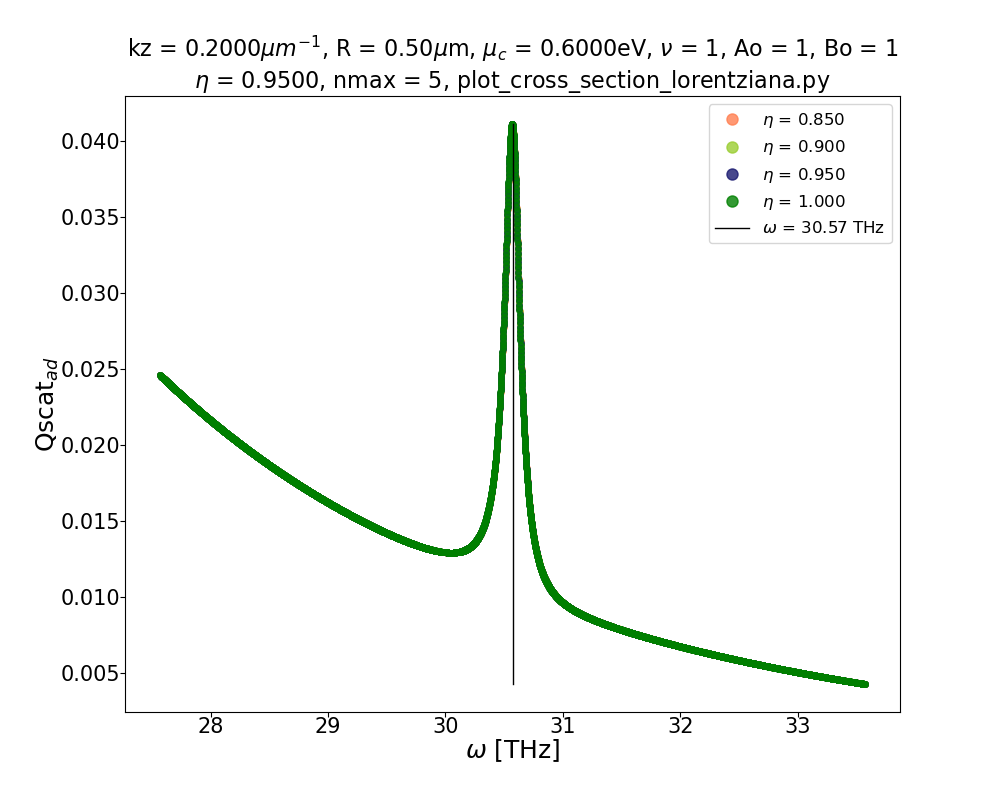 kz = 0.2000μm⁻¹, R = 0.50μm, μ_c = 0.6000eV, ν = 1, Ao = 1, Bo = 1
η = 0.9500, nmax = 5, plot_cross_section_lorentziana.py
η = 0.850
η = 0.900
η = 0.950
η = 1.000
ω = 30.57 THz
Qscat_ad
0.040
0.035
0.030
0.025
0.020
0.015
0.010
0.005
28 29 30 31 32 33
ω [THz]